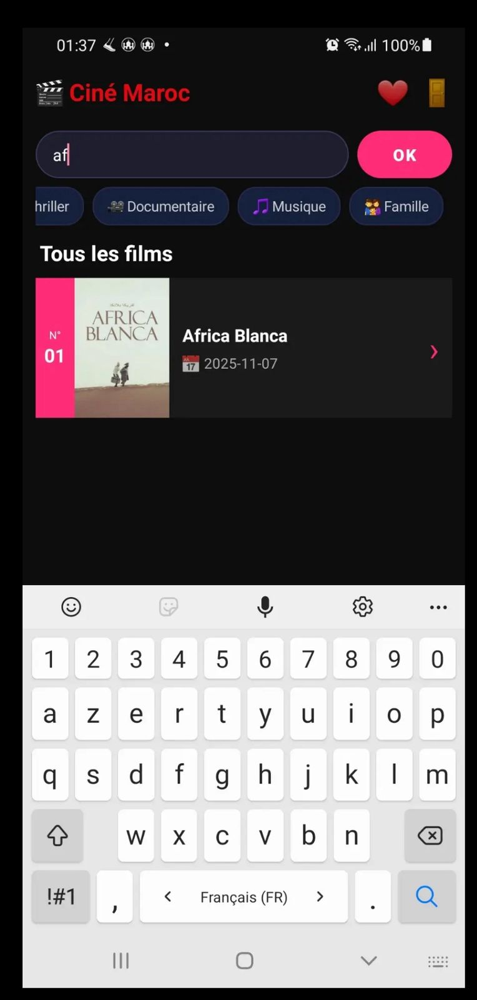 01:37
100%
Ciné Maroc
af
OK
hriller
Documentaire
Musique
Famille
Tous les films
N°
01
AFRICA
BLANCA
Africa Blanca
17
2025-11-07
1 2 3 4 5 6 7 8 9 0
a z e r t y u i o p
q s d f g h j k l m
w x c v b n
!#1 , Français (FR) .